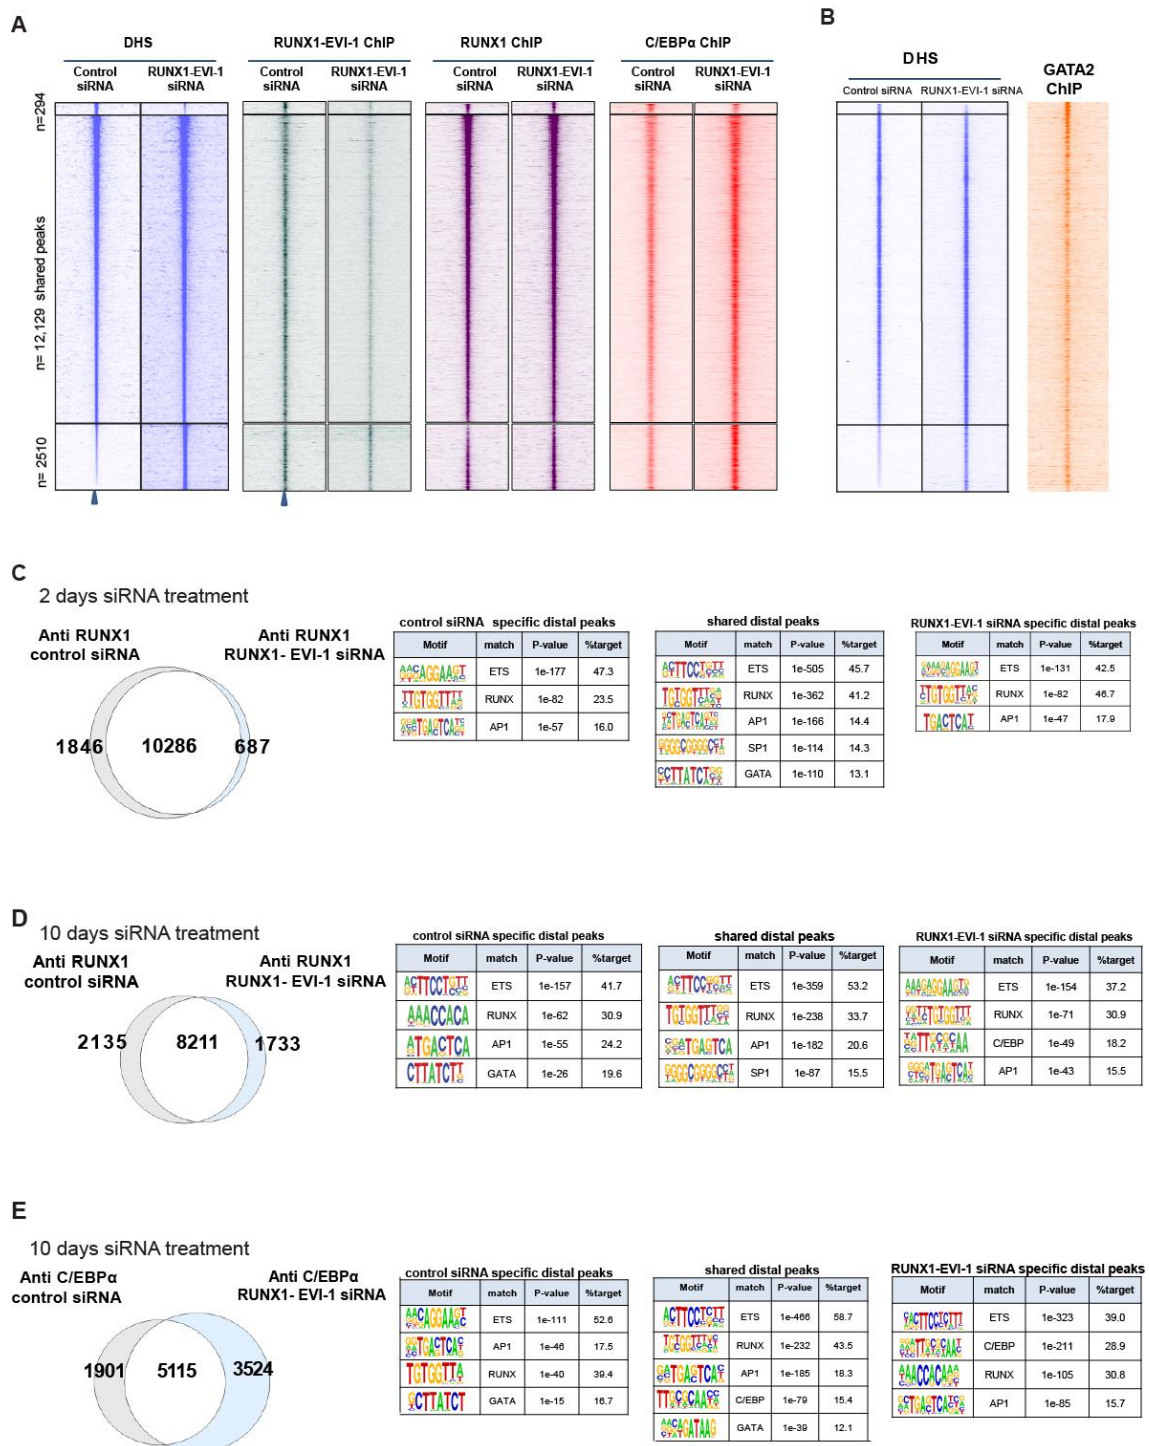 A
DHS
RUNX1-EVI-1 ChIP
RUNX1 ChIP
C/EBPα ChIP
Control siRNA
RUNX1-EVI-1 siRNA
Control siRNA
RUNX1-EVI-1 siRNA
Control siRNA
RUNX1-EVI-1 siRNA
Control siRNA
RUNX1-EVI-1 siRNA
n=294
n= 12,129 shared peaks
n= 2510
B
DHS
Control siRNA
RUNX1-EVI-1 siRNA
GATA2
ChIP
C
2 days siRNA treatment
Anti RUNX1
control siRNA
Anti RUNX1
RUNX1- EVI-1 siRNA
1846
10286
687
control siRNA specific distal peaks
Motif match P-value %target
ETS 1e-177 47.3
RUNX 1e-82 23.5
AP1 1e-57 16.0
shared distal peaks
Motif match P-value %target
ETS 1e-505 45.7
RUNX 1e-362 41.2
AP1 1e-166 14.4
SP1 1e-114 14.3
GATA 1e-110 13.1
RUNX1-EVI-1 siRNA specific distal peaks
Motif match P-value %target
ETS 1e-131 42.5
RUNX 1e-82 46.7
TGACTCAT AP1 1e-47 17.9
D
10 days siRNA treatment
Anti RUNX1
control siRNA
Anti RUNX1
RUNX1- EVI-1 siRNA
2135
8211
1733
control siRNA specific distal peaks
Motif match P-value %target
ETS 1e-157 41.7
AAACCACA RUNX 1e-62 30.9
ATGACTCA AP1 1e-55 24.2
CTTATCTT GATA 1e-26 19.6
shared distal peaks
Motif match P-value %target
ETS 1e-359 53.2
RUNX 1e-238 33.7
AP1 1e-182 20.6
SP1 1e-87 15.5
RUNX1-EVI-1 siRNA specific distal peaks
Motif match P-value %target
ETS 1e-154 37.2
RUNX 1e-71 30.9
C/EBP 1e-49 18.2
AP1 1e-43 15.5
E
10 days siRNA treatment
Anti C/EBPα
control siRNA
Anti C/EBPα
RUNX1- EVI-1 siRNA
1901
5115
3524
control siRNA specific distal peaks
Motif match P-value %target
ETS 1e-111 52.6
AP1 1e-46 17.5
TGTGGTTA RUNX 1e-40 39.4
GCTTATCT GATA 1e-15 16.7
shared distal peaks
Motif match P-value %target
ETS 1e-466 58.7
RUNX 1e-232 43.5
AP1 1e-185 18.3
C/EBP 1e-79 15.4
GATA 1e-39 12.1
RUNX1-EVI-1 siRNA specific distal peaks
Motif match P-value %target
ETS 1e-323 39.0
C/EBP 1e-211 28.9
RUNX 1e-105 30.8
AP1 1e-85 15.7